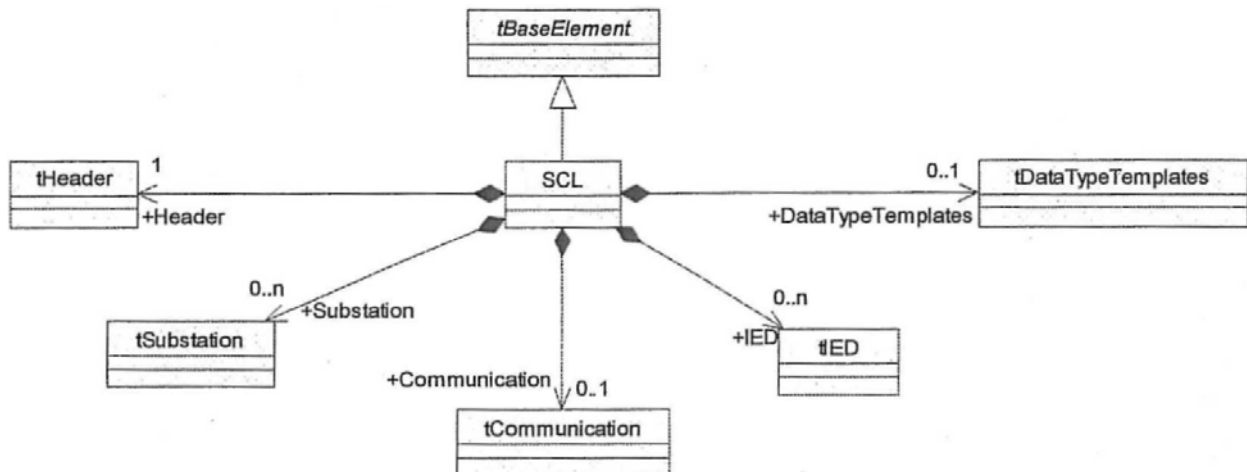 tBaseElement
1
0..1
tHeader
SCL
tDataTypeTemplates
+Header
+DataTypeTemplates
0..n
+Substation
0..n
tSubstation
+IED
tIED
+Communication
0..1
tCommunication